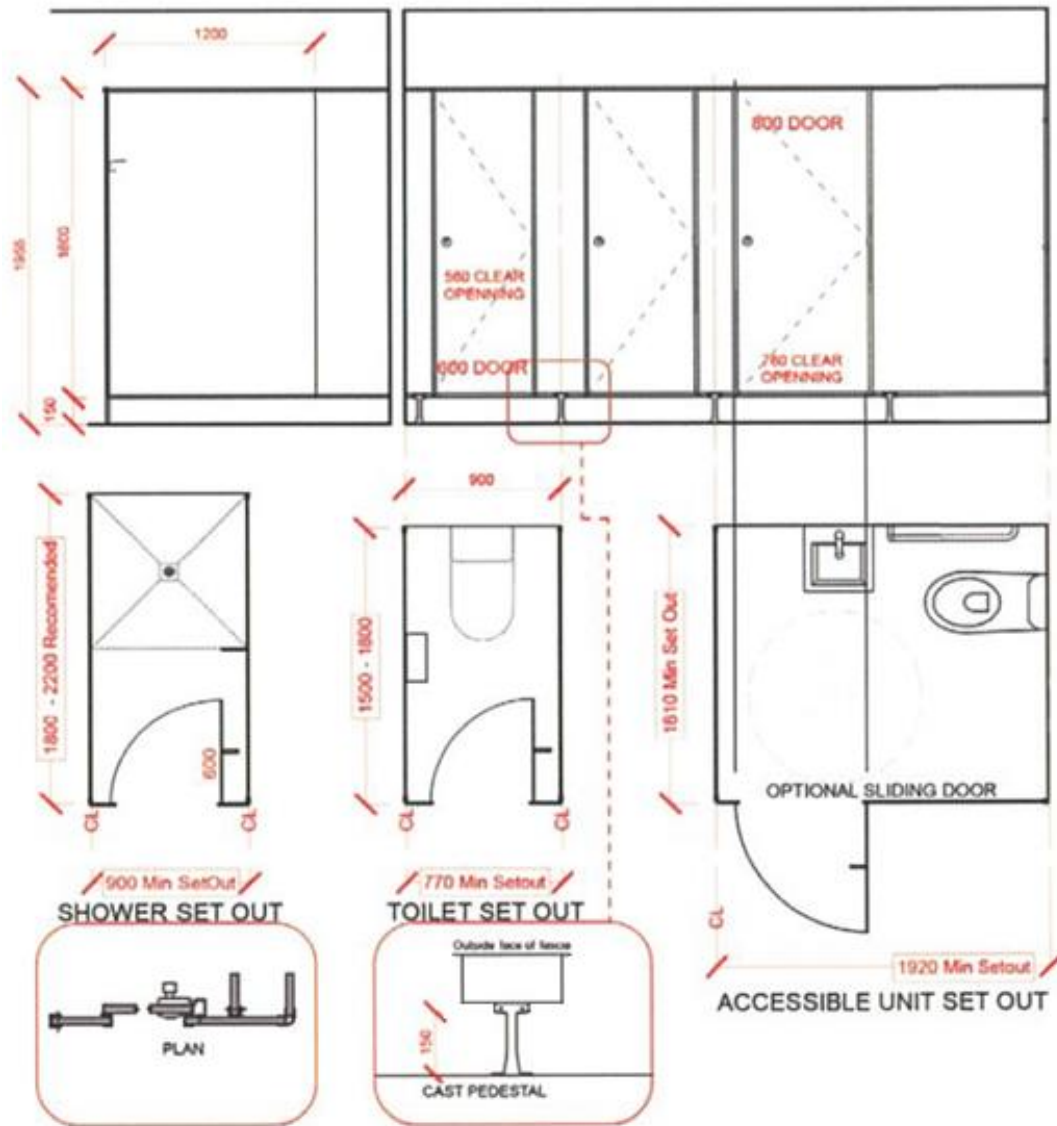 1200
1955
1800
150
800 DOOR
560 CLEAR
OPENNING
600 DOOR
760 CLEAR
OPENNING
900
1800 - 2200 Recomended
600
CL
CL
900 Min SetOut
SHOWER SET OUT
1500 - 1800
CL
CL
770 Min Setout
TOILET SET OUT
1610 Min Set Out
OPTIONAL SLIDING DOOR
CL
1920 Min Setout
ACCESSIBLE UNIT SET OUT
PLAN
Outside face of fascia
150
CAST PEDESTAL